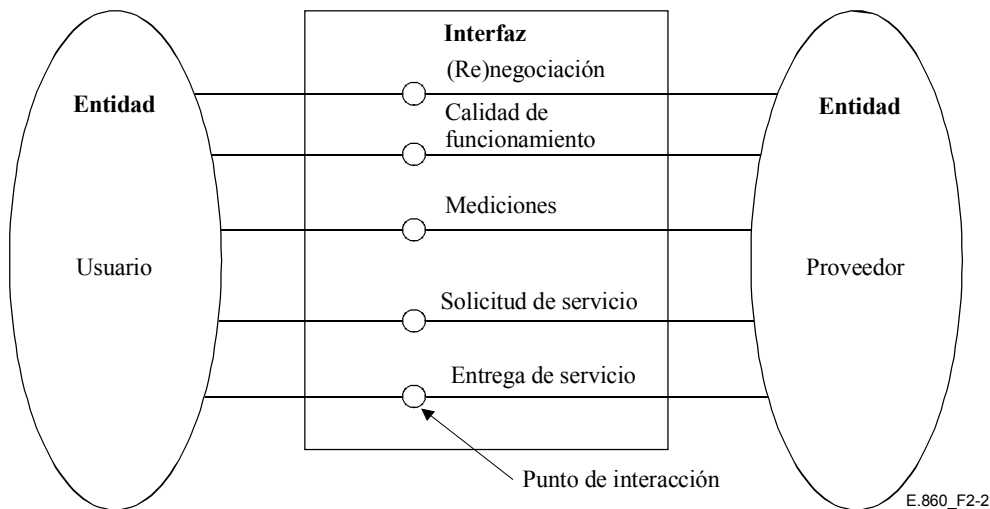 Interfaz
(Re)negociación
Entidad
Entidad
Calidad de
funcionamiento
Mediciones
Usuario
Proveedor
Solicitud de servicio
Entrega de servicio
Punto de interacción
E.860_F2-2